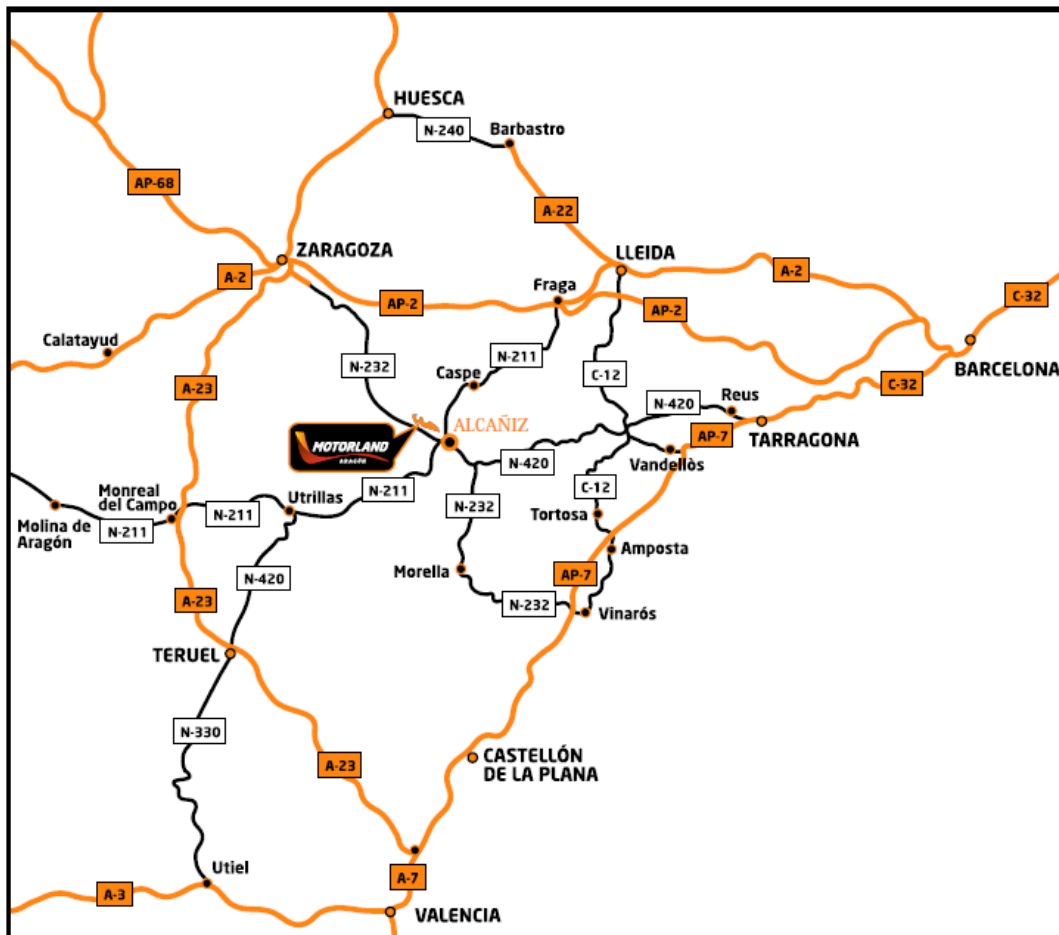 HUESCA
N-240
Barbastro
AP-68
A-22
ZARAGOZA
LLEIDA
A-2
A-2
Fraga
C-32
AP-2
AP-2
Calatayud
N-211
BARCELONA
N-232
Caspe
C-12
A-23
C-32
Reus
N-420
ALCAÑIZ
TARRAGONA
AP-7
MOTORLAND
ARAGÓN
N-420
Vandellòs
Monreal
del Campo
Utrillas
N-211
C-12
N-211
N-232
Tortosa
Molina de
Aragón
N-211
Amposta
N-420
Morella
AP-7
A-23
N-232
Vinarós
TERUEL
N-330
CASTELLÓN
DE LA PLANA
A-23
Utiel
A-7
A-3
VALENCIA